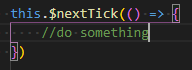 this.$nextTick(() => {
//do something
})